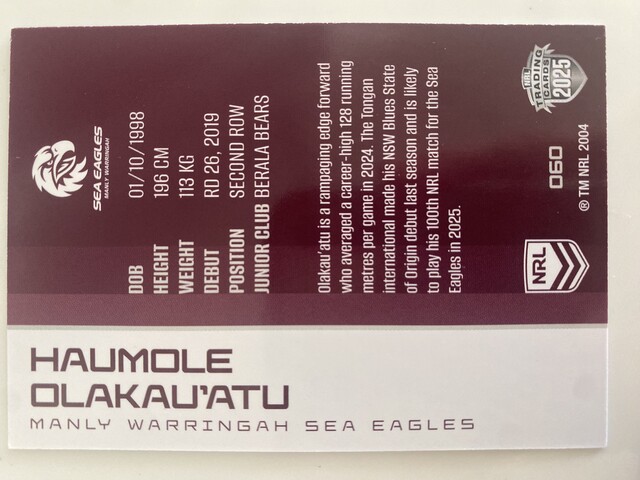 HAUMOLE
OLAKAU'ATU
MANLY WARRINGAH SEA EAGLES
SEA EAGLES
MANLY WARRINGAH
DOB 01/10/1998
HEIGHT 196 CM
WEIGHT 113 KG
DEBUT RD 26, 2019
POSITION SECOND ROW
JUNIOR CLUB BERALA BEARS
Olakau'atu is a rampaging edge forward
who averaged a career-high 128 running
metres per game in 2024. The Tongan
international made his NSW Blues State
of Origin debut last season and is likely
to play his 100th NRL match for the Sea
Eagles in 2025.
NRL
TRADING
CARDS
2025
060
NRL
® TM NRL 2004